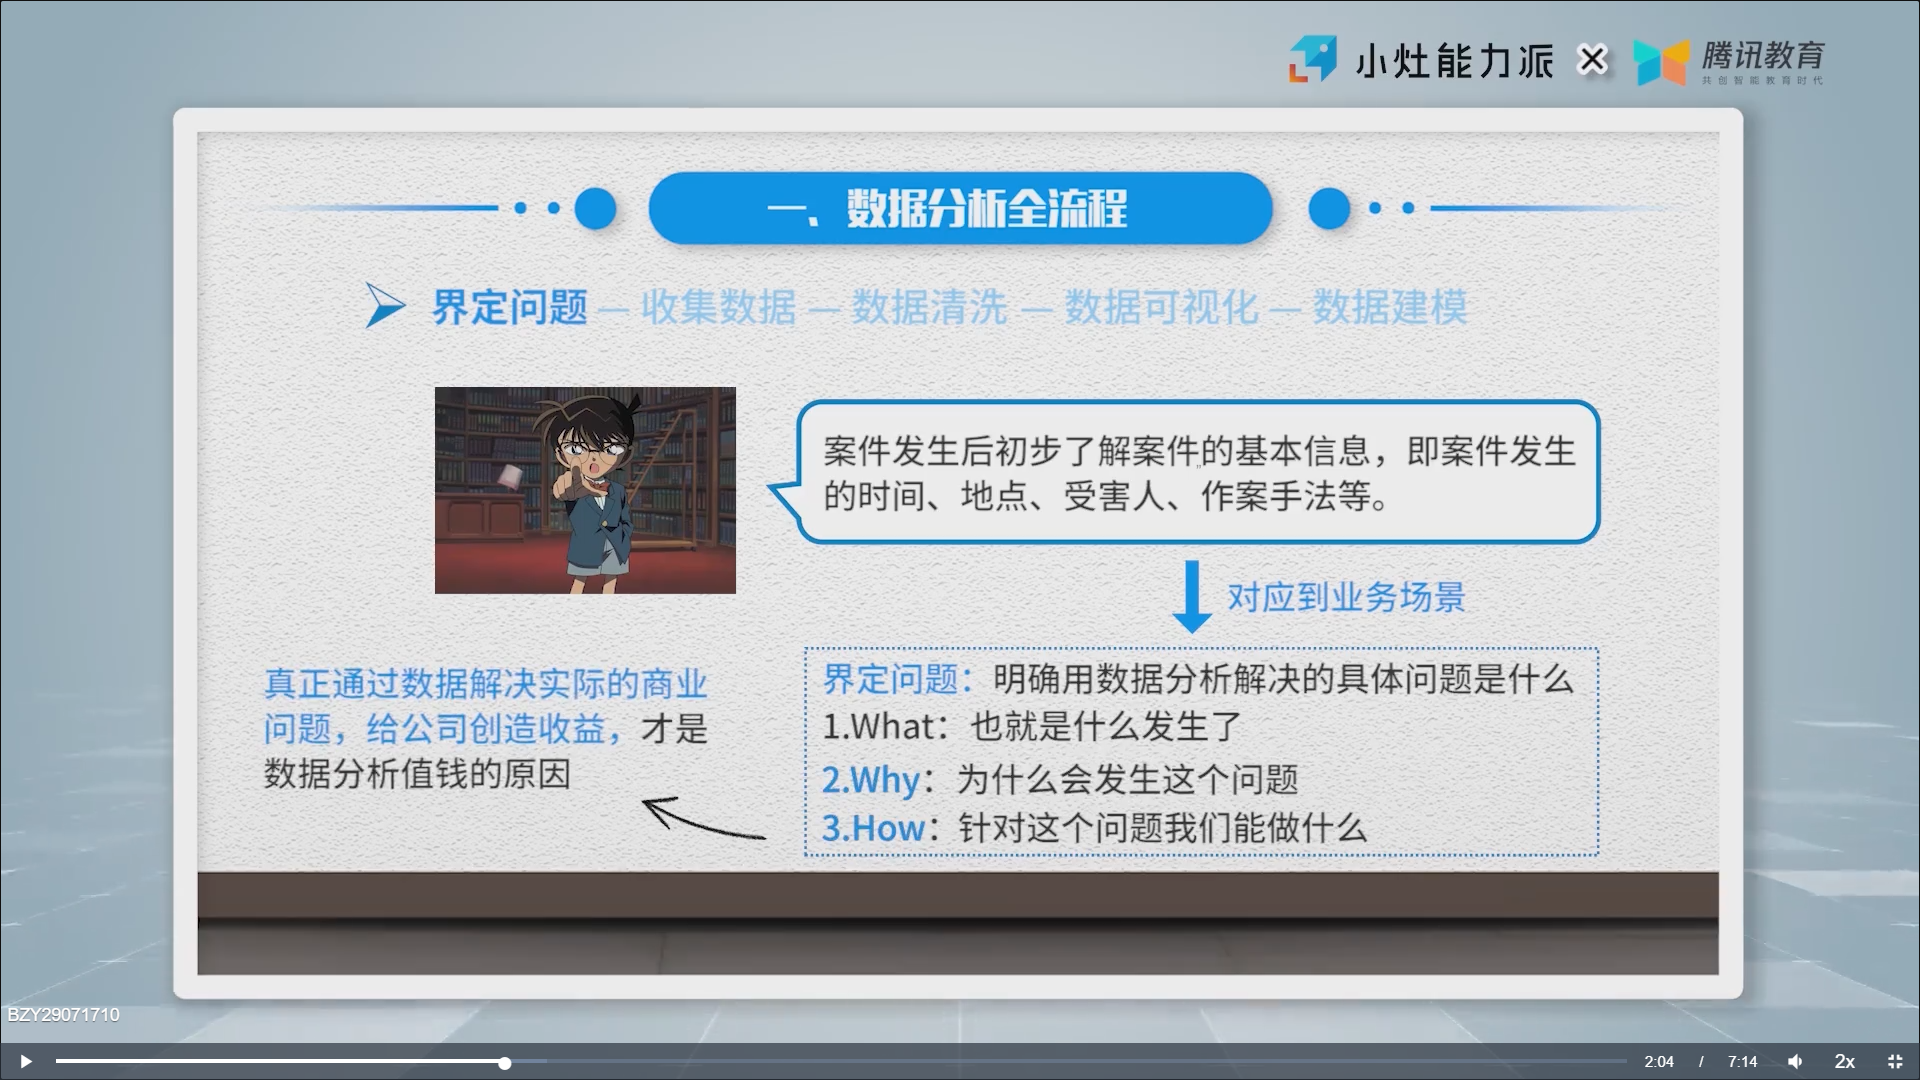 小灶能力派 × 腾讯教育
共创智能教育时代
一、数据分析全流程
界定问题 — 收集数据 — 数据清洗 — 数据可视化 — 数据建模
案件发生后初步了解案件的基本信息，即案件发生
的时间、地点、受害人、作案手法等。
对应到业务场景
真正通过数据解决实际的商业
问题，给公司创造收益，才是
数据分析值钱的原因
界定问题：明确用数据分析解决的具体问题是什么
1.What：也就是什么发生了
2.Why：为什么会发生这个问题
3.How：针对这个问题我们能做什么
BZY29071710
2:04 / 7:14 2x